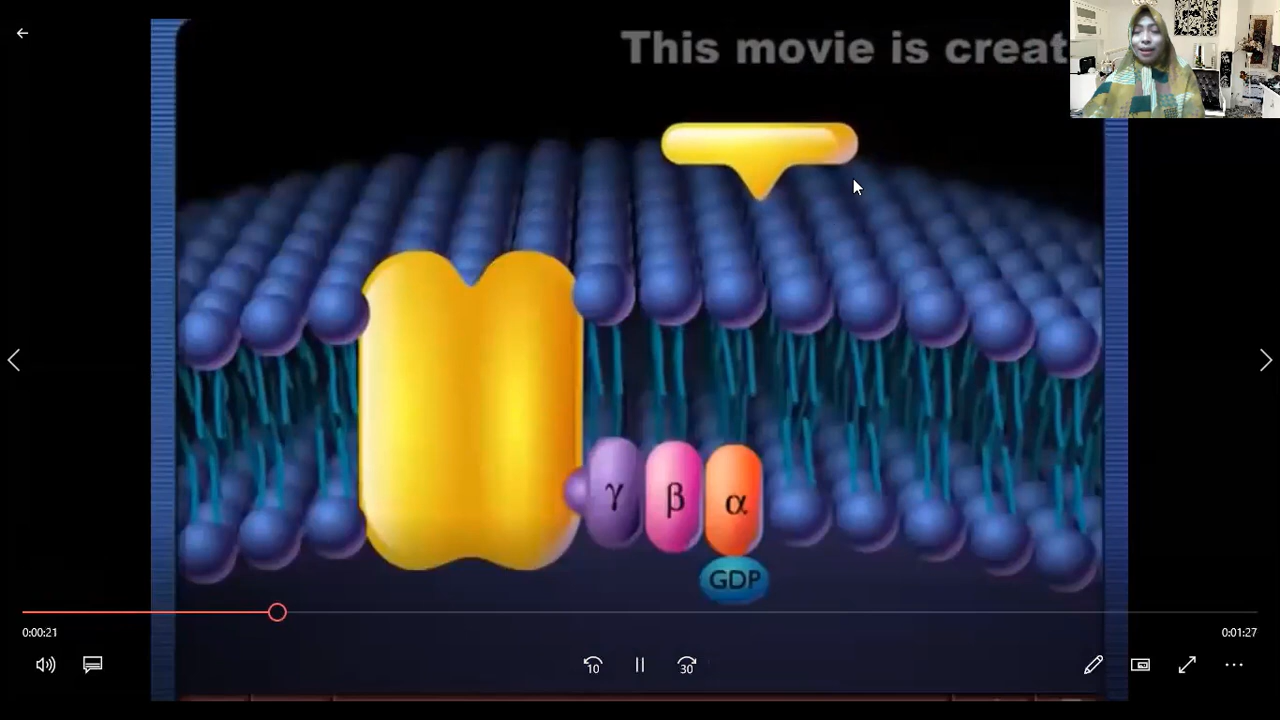 This movie is creat
γ β α
GDP
0:00:21
0:01:27
10
30